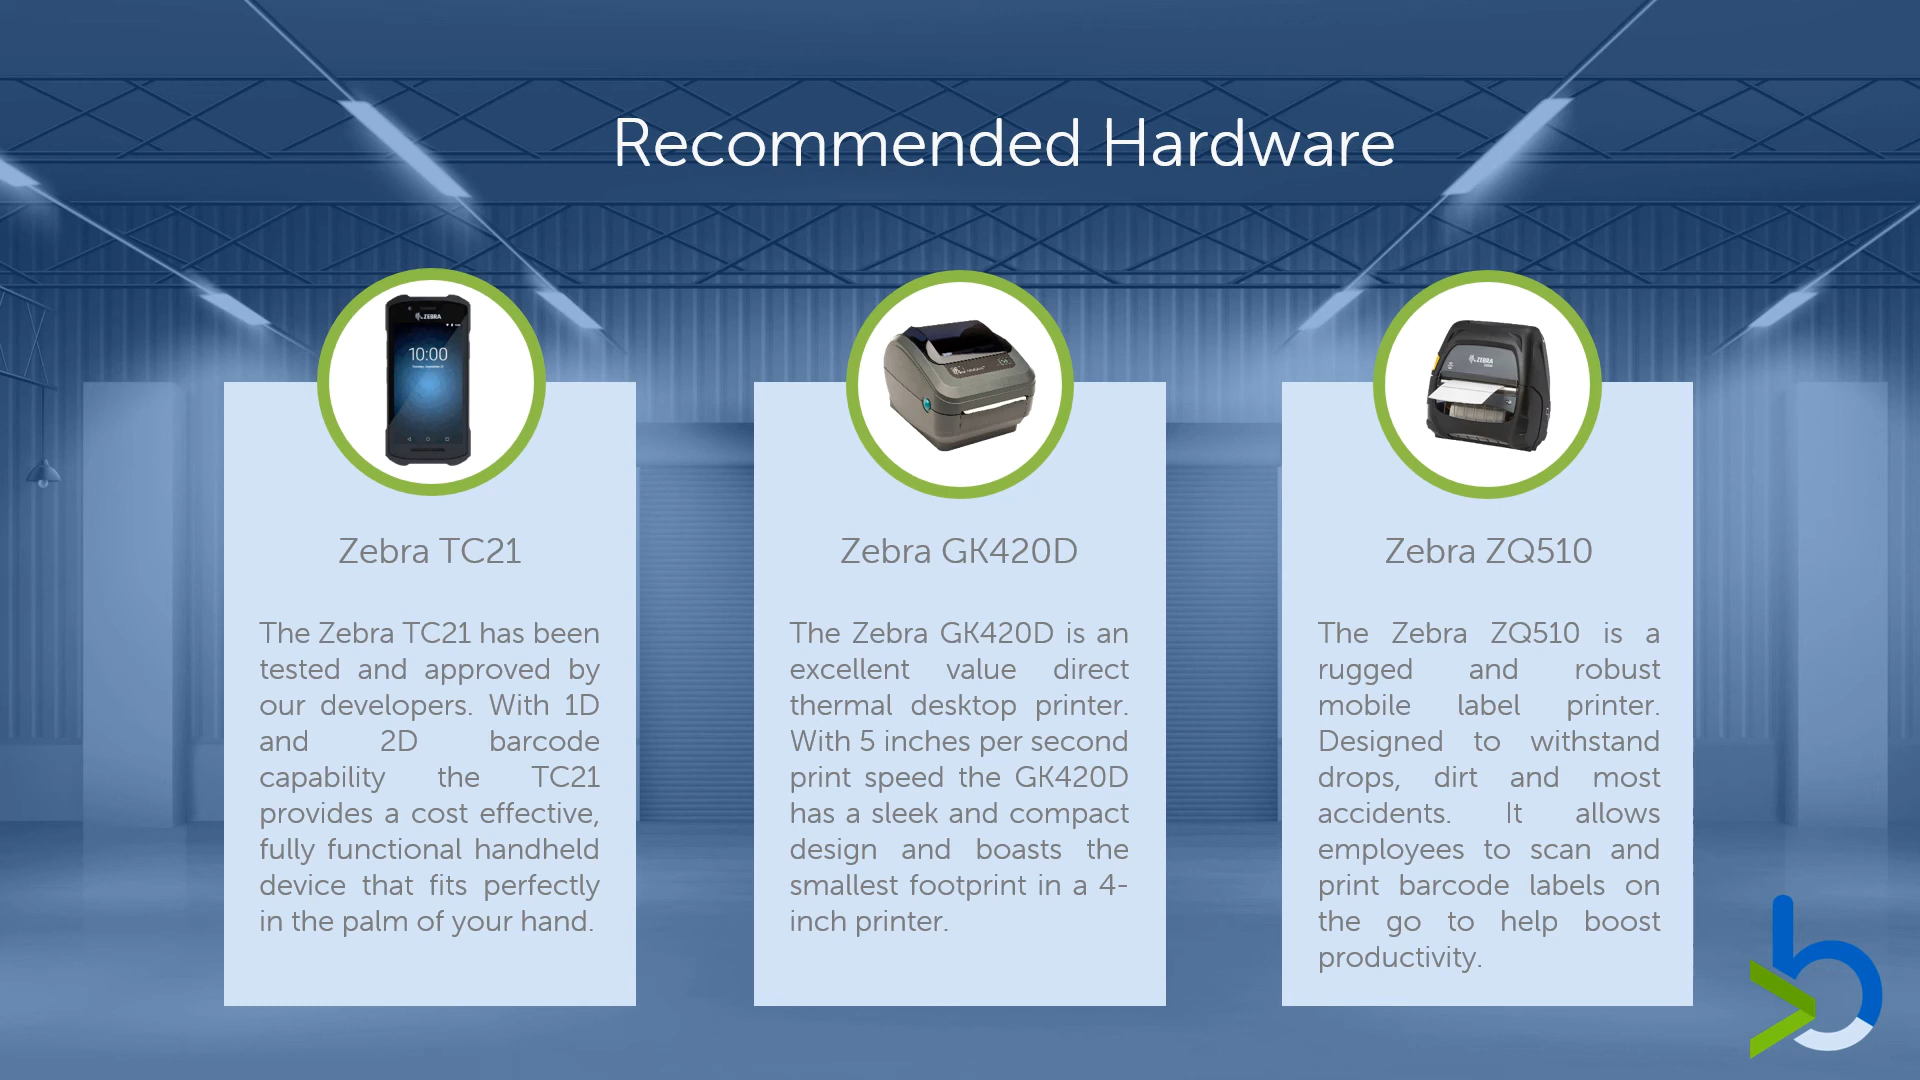 Recommended Hardware
ZEBRA
10:00
ZEBRA
Zebra TC21
The Zebra TC21 has been
tested and approved by
our developers. With 1D
and 2D barcode
capability the TC21
provides a cost effective,
fully functional handheld
device that fits perfectly
in the palm of your hand.
Zebra GK420D
The Zebra GK420D is an
excellent value direct
thermal desktop printer.
With 5 inches per second
print speed the GK420D
has a sleek and compact
design and boasts the
smallest footprint in a 4-
inch printer.
Zebra ZQ510
The Zebra ZQ510 is a
rugged and robust
mobile label printer.
Designed to withstand
drops, dirt and most
accidents. It allows
employees to scan and
print barcode labels on
the go to help boost
productivity.